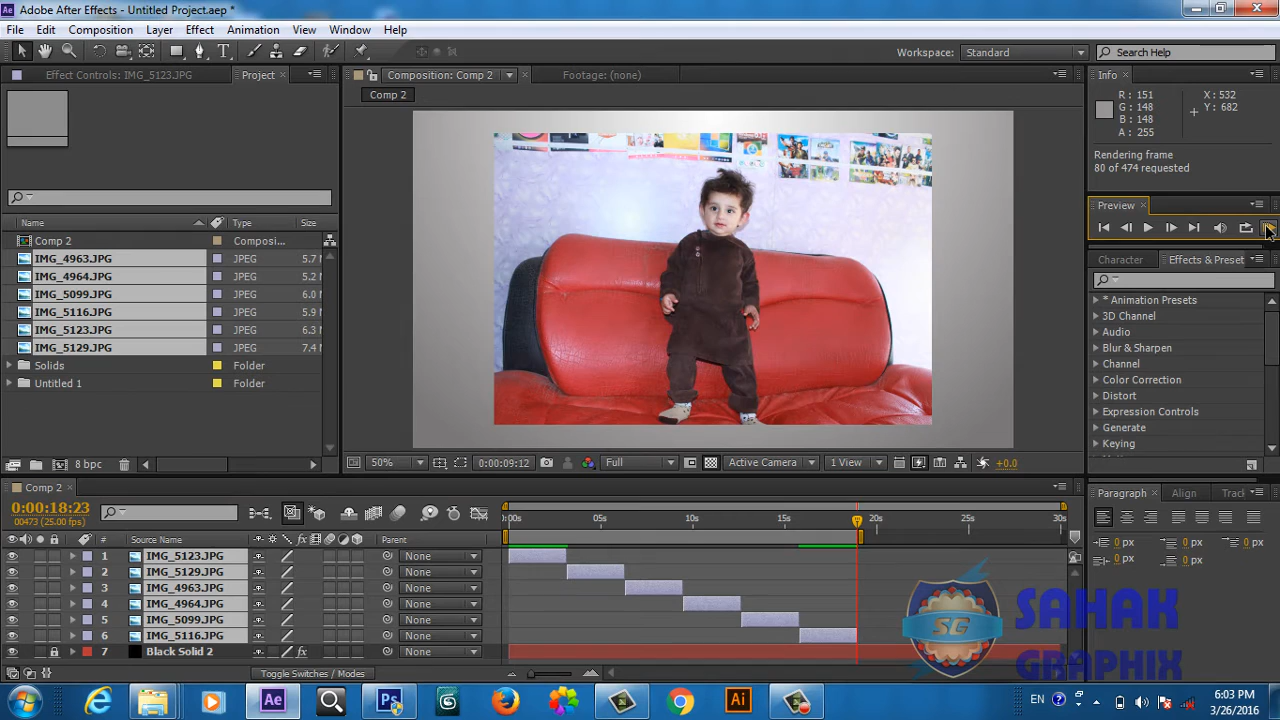 Adobe After Effects - Untitled Project.aep *
File Edit Composition Layer Effect Animation View Window Help
Workspace: Standard Search Help
Effect Controls: IMG_5123.JPG Project
Composition: Comp 2 Footage: (none)
Comp 2
Info
R : 151 X : 532
G : 148 Y : 682
B : 148
A : 255
Rendering frame
80 of 474 requested
Preview
Character Effects & Preset
* Animation Presets
3D Channel
Audio
Blur & Sharpen
Channel
Color Correction
Distort
Expression Controls
Generate
Keying
Name Type Size
Comp 2 Composi...
IMG_4963.JPG JPEG 5.7 M
IMG_4964.JPG JPEG 5.2 M
IMG_5099.JPG JPEG 6.0 M
IMG_5116.JPG JPEG 5.9 M
IMG_5123.JPG JPEG 6.3 M
IMG_5129.JPG JPEG 7.4 M
Solids Folder
Untitled 1 Folder
8 bpc
50% 0:00:09:12 Full Active Camera 1 View +0.0
Comp 2
0:00:18:23
00473 (25.00 fps)
# Source Name Parent
:00s 05s 10s 15s 20s 25s 30s
1 IMG_5123.JPG None
2 IMG_5129.JPG None
3 IMG_4963.JPG None
4 IMG_4964.JPG None
5 IMG_5099.JPG None
6 IMG_5116.JPG None
7 Black Solid 2 None
Toggle Switches / Modes
Paragraph Align Track
0 px 0 px 0 px
0 px 0 px
SG
SAHAK
GRAPHIX
Ae Ps Ai
EN 6:03 PM
3/26/2016